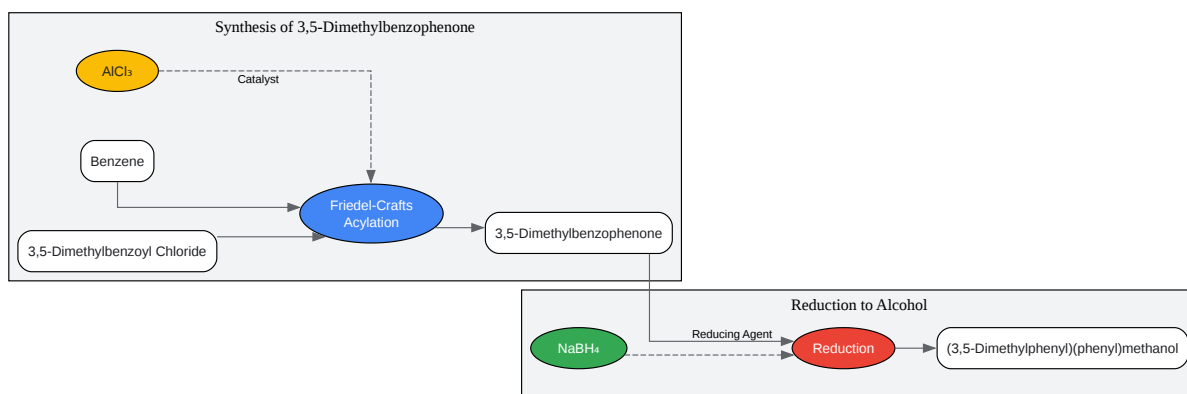 Synthesis of 3,5-Dimethylbenzophenone
AlCl₃
Catalyst
Benzene
Friedel-Crafts
Acylation
3,5-Dimethylbenzoyl Chloride
3,5-Dimethylbenzophenone
Reduction to Alcohol
Reducing Agent
NaBH₄
Reduction
(3,5-Dimethylphenyl)(phenyl)methanol